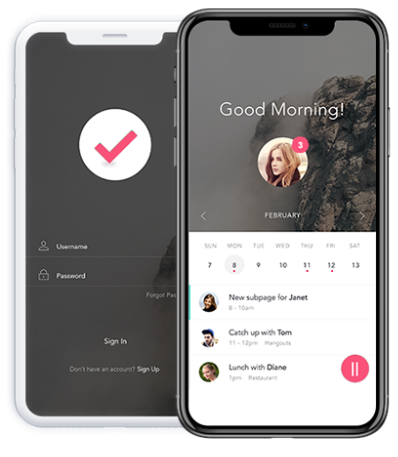 Username
Password
Forgot Pas
Sign In
Don't have an account? Sign Up
Good Morning!
3
FEBRUARY
SUN MON TUE WED THU FRI SAT
7 8 9 10 11 12 13
New subpage for Janet
8 - 10am
Catch up with Tom
11 - 12pm Hangouts
Lunch with Diane
1pm Restaurant